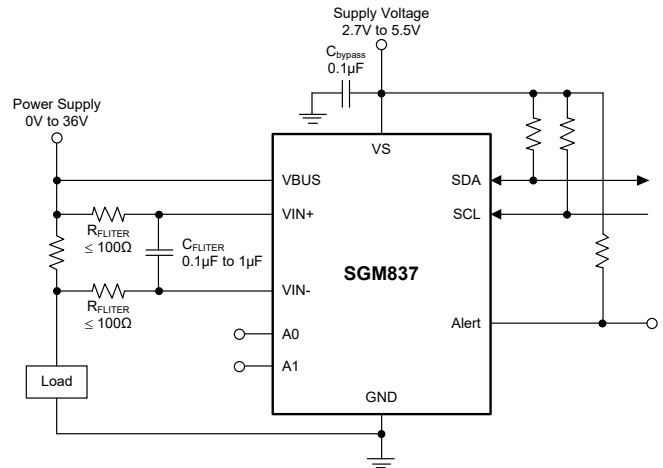 Supply Voltage
2.7V to 5.5V
Cbypass
0.1µF
Power Supply
0V to 36V
VS
VBUS
SDA
VIN+
SCL
RFLITER
≤ 100Ω
CFLITER
0.1µF to 1µF
SGM837
VIN-
RFLITER
≤ 100Ω
Alert
A0
A1
Load
GND